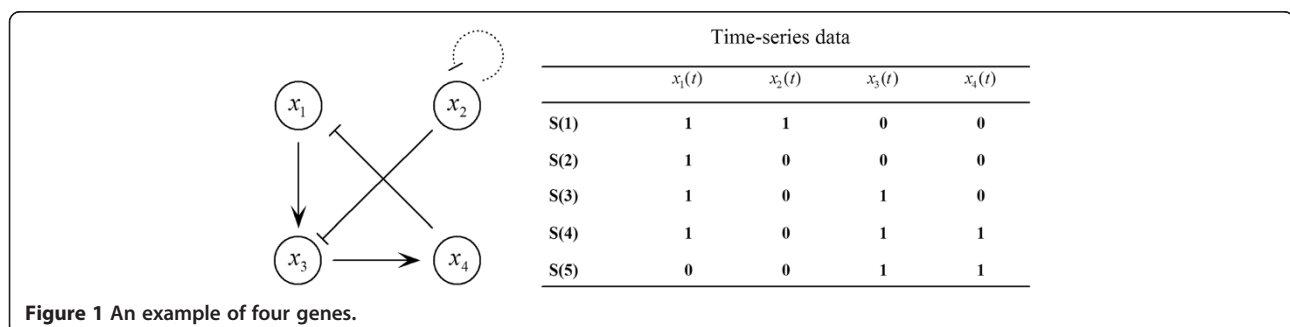 Time-series data
x₁(t) x₂(t) x₃(t) x₄(t)
S(1) 1 1 0 0
S(2) 1 0 0 0
S(3) 1 0 1 0
S(4) 1 0 1 1
S(5) 0 0 1 1
x₁ x₂
x₃ x₄
Figure 1 An example of four genes.